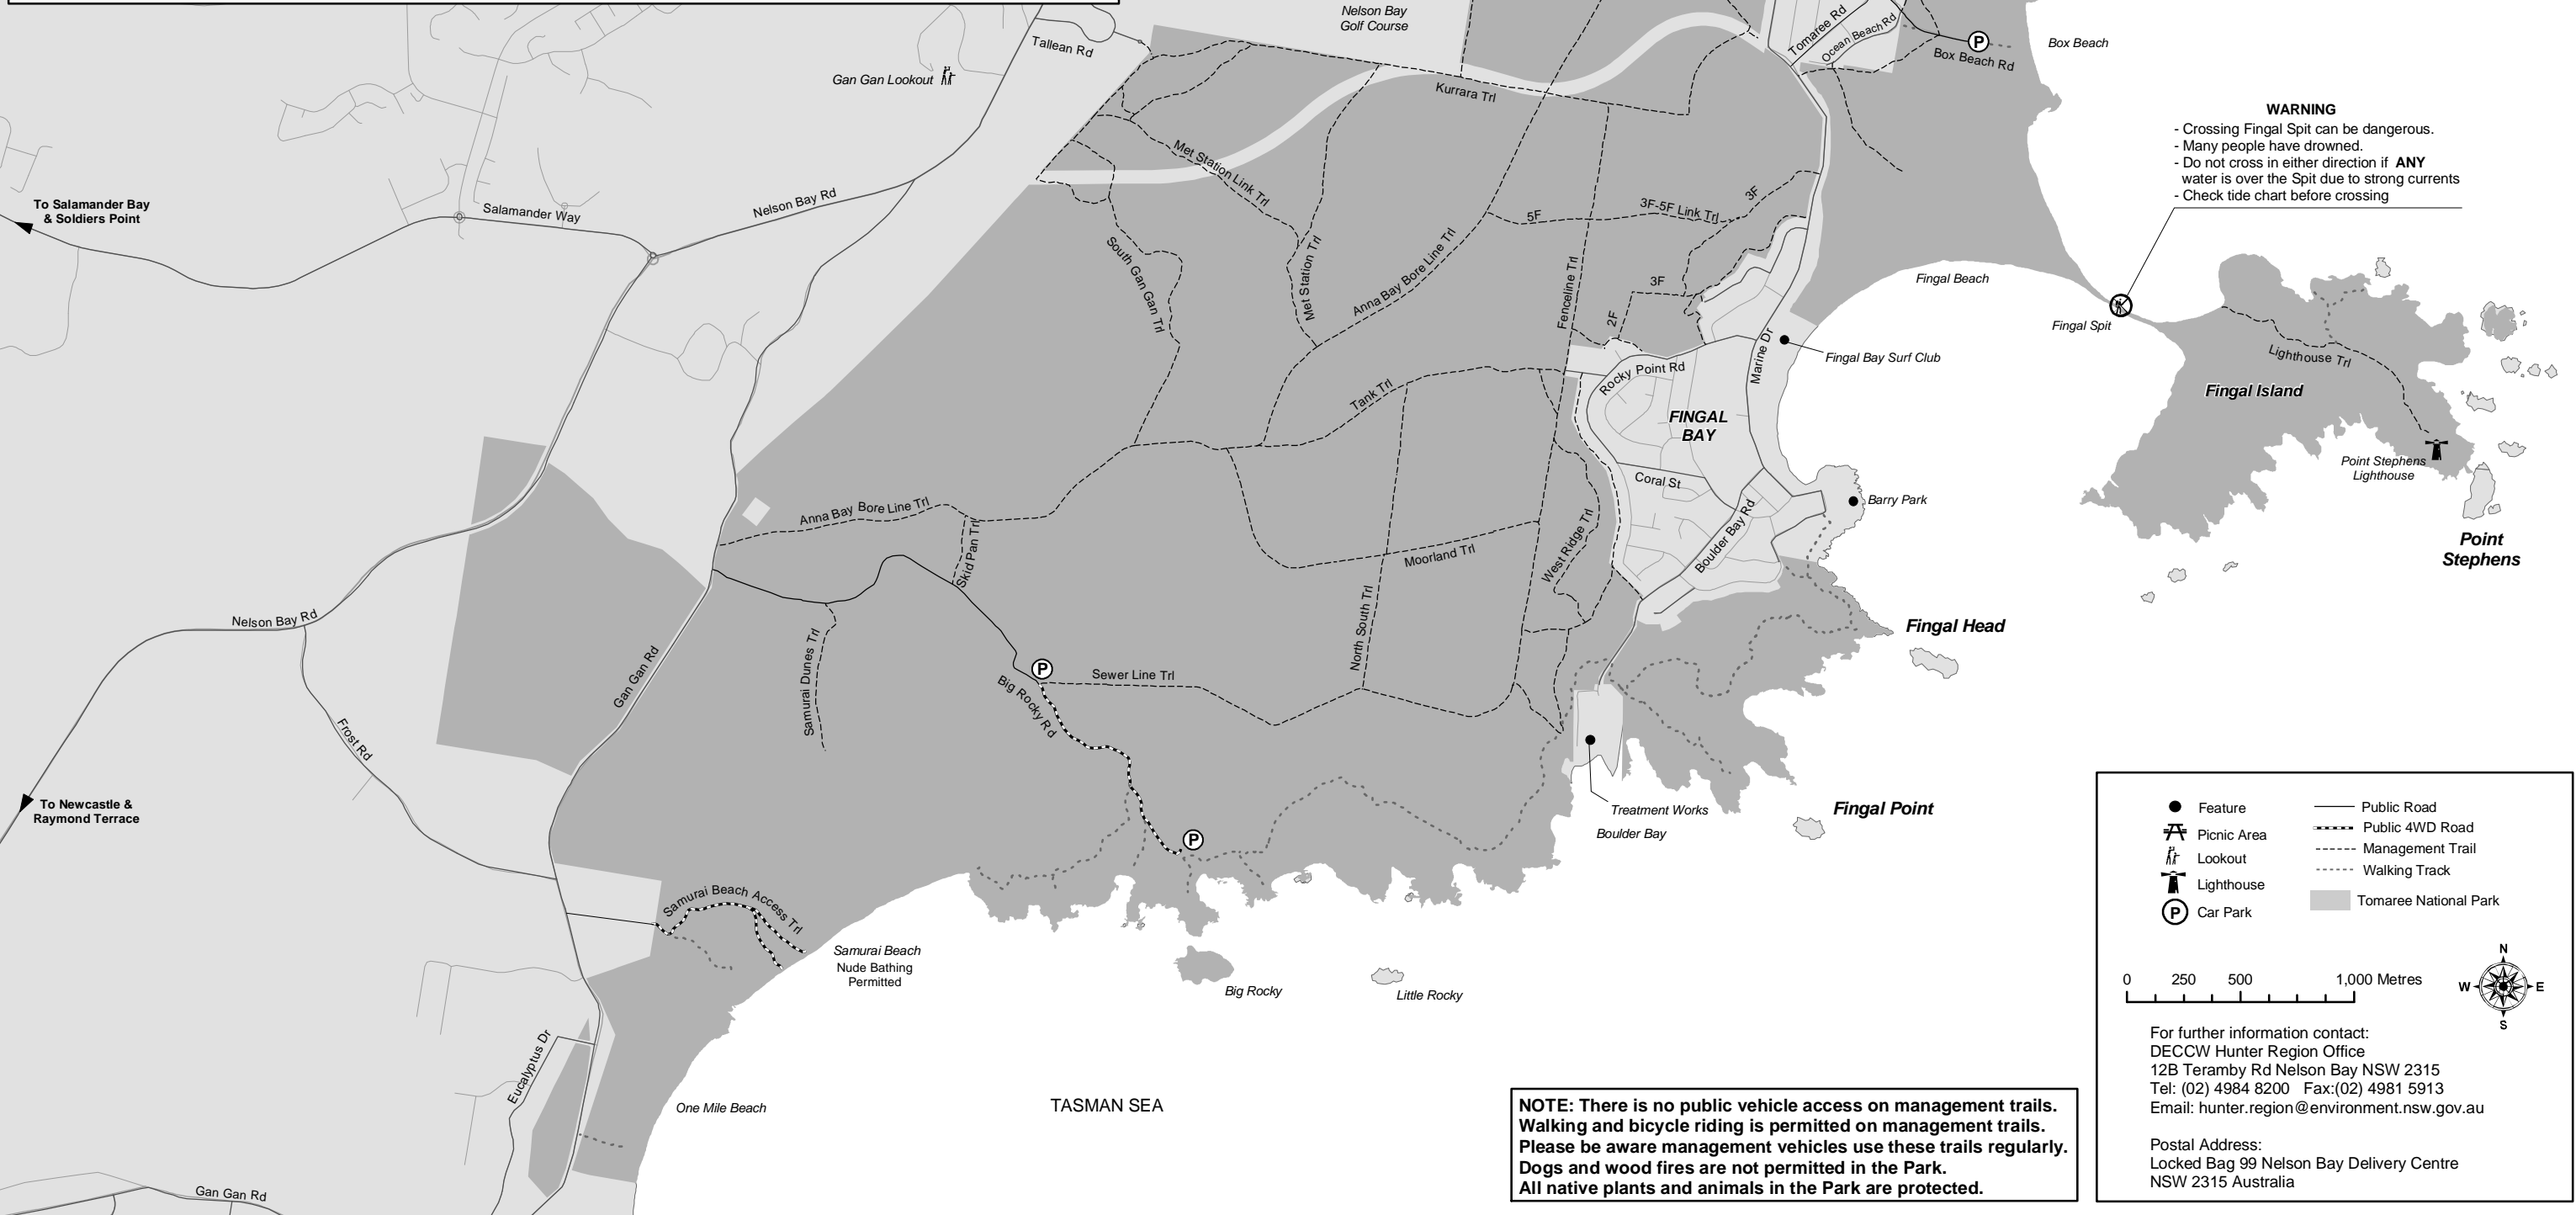 Nelson Bay
Golf Course
Tallean Rd
Tomaree Rd
Ocean Beach Rd
Box Beach Rd
P
Box Beach
Gan Gan Lookout
Kurrara Trl
WARNING
- Crossing Fingal Spit can be dangerous.
- Many people have drowned.
- Do not cross in either direction if ANY
water is over the Spit due to strong currents
- Check tide chart before crossing
To Salamander Bay
& Soldiers Point
Salamander Way
Nelson Bay Rd
Met Station Link Trl
5F
3F-5F Link Trl
3F
South Gan Gan Trl
Met Station Trl
Anna Bay Bore Line Trl
Fenceline Trl
3F
2F
Fingal Beach
Fingal Spit
Marine Dr
Fingal Bay Surf Club
Lighthouse Trl
Fingal Island
Rocky Point Rd
Tank Trl
FINGAL
BAY
Point Stephens
Lighthouse
Coral St
Barry Park
Anna Bay Bore Line Trl
Skid Pan Trl
Moorland Trl
West Ridge Trl
Boulder Bay Rd
Point
Stephens
Nelson Bay Rd
Gan Gan Rd
Samurai Dunes Trl
North South Trl
Fingal Head
P
Sewer Line Trl
Big Rocky Rd
Frost Rd
To Newcastle &
Raymond Terrace
Treatment Works
Boulder Bay
Fingal Point
P
Samurai Beach Access Trl
Samurai Beach
Nude Bathing
Permitted
Big Rocky
Little Rocky
Eucalyptus Dr
One Mile Beach
TASMAN SEA
Gan Gan Rd
NOTE: There is no public vehicle access on management trails.
Walking and bicycle riding is permitted on management trails.
Please be aware management vehicles use these trails regularly.
Dogs and wood fires are not permitted in the Park.
All native plants and animals in the Park are protected.
Feature
Picnic Area
Lookout
Lighthouse
P Car Park
Public Road
Public 4WD Road
Management Trail
Walking Track
Tomaree National Park
0 250 500 1,000 Metres
N
W E
S
For further information contact:
DECCW Hunter Region Office
12B Teramby Rd Nelson Bay NSW 2315
Tel: (02) 4984 8200 Fax:(02) 4981 5913
Email: hunter.region@environment.nsw.gov.au
Postal Address:
Locked Bag 99 Nelson Bay Delivery Centre
NSW 2315 Australia